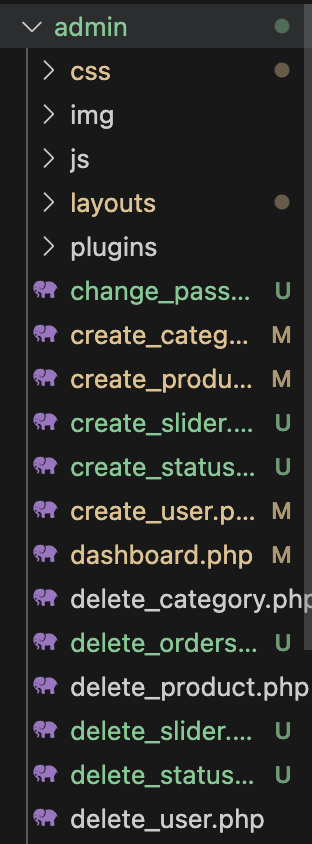 admin
css
img
js
layouts
plugins
change_pass... U
create_categ... M
create_produ... M
create_slider.... U
create_status... U
create_user.p... M
dashboard.php M
delete_category.php
delete_orders... U
delete_product.php
delete_slider.... U
delete_status... U
delete_user.php